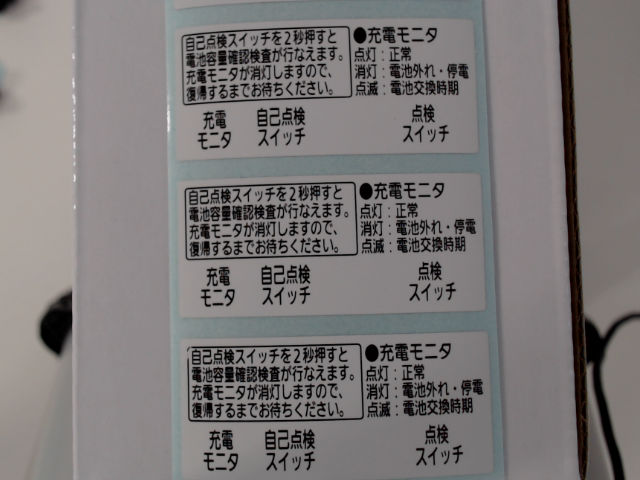 自己点検スイッチを2秒押すと
電池容量確認検査が行なえます。
充電モニタが消灯しますので、
復帰するまでお待ちください。
●充電モニタ
点灯：正常
消灯：電池外れ・停電
点滅：電池交換時期
充電モニタ
自己点検スイッチ
点検スイッチ
自己点検スイッチを2秒押すと
電池容量確認検査が行なえます。
充電モニタが消灯しますので、
復帰するまでお待ちください。
●充電モニタ
点灯：正常
消灯：電池外れ・停電
点滅：電池交換時期
充電
モニタ
自己点検
スイッチ
点検
スイッチ
自己点検スイッチを2秒押すと
電池容量確認検査が行なえます。
充電モニタが消灯しますので、
復帰するまでお待ちください。
●充電モニタ
点灯：正常
消灯：電池外れ・停電
点滅：電池交換時期
充電
モニタ
自己点検
スイッチ
点検
スイッチ